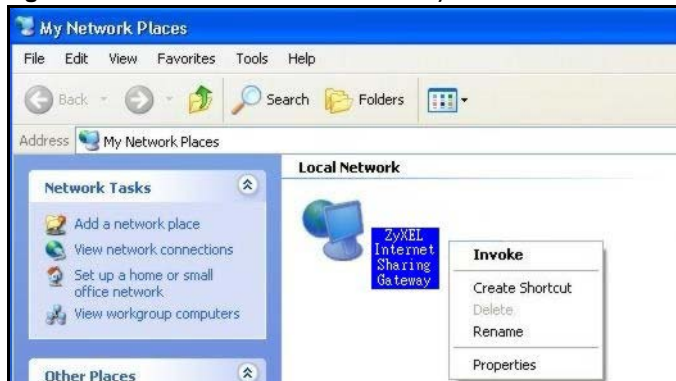 My Network Places
File Edit View Favorites Tools Help
Back Search Folders
Address My Network Places
Network Tasks
Add a network place
View network connections
Set up a home or small
office network
View workgroup computers
Other Places
Local Network
ZyXEL
Internet
Sharing
Gateway
Invoke
Create Shortcut
Delete
Rename
Properties